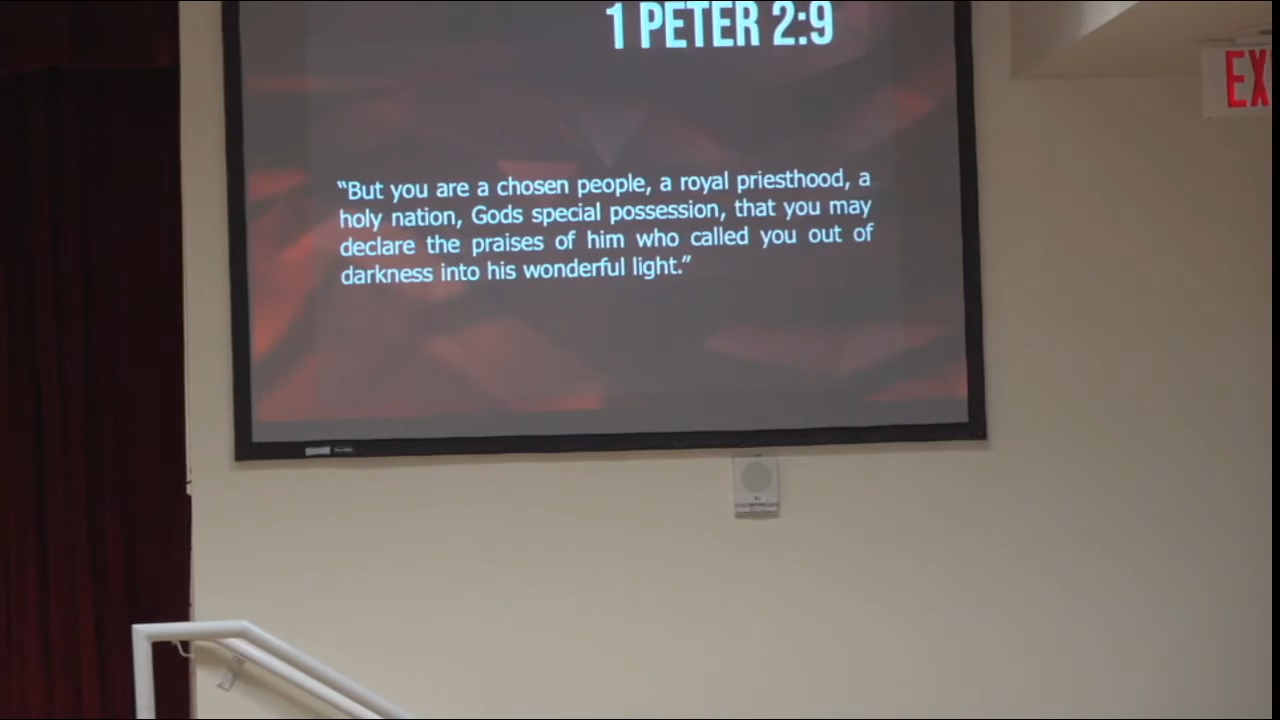 1 PETER 2:9
EX
“But you are a chosen people, a royal priesthood, a
holy nation, Gods special possession, that you may
declare the praises of him who called you out of
darkness into his wonderful light.”